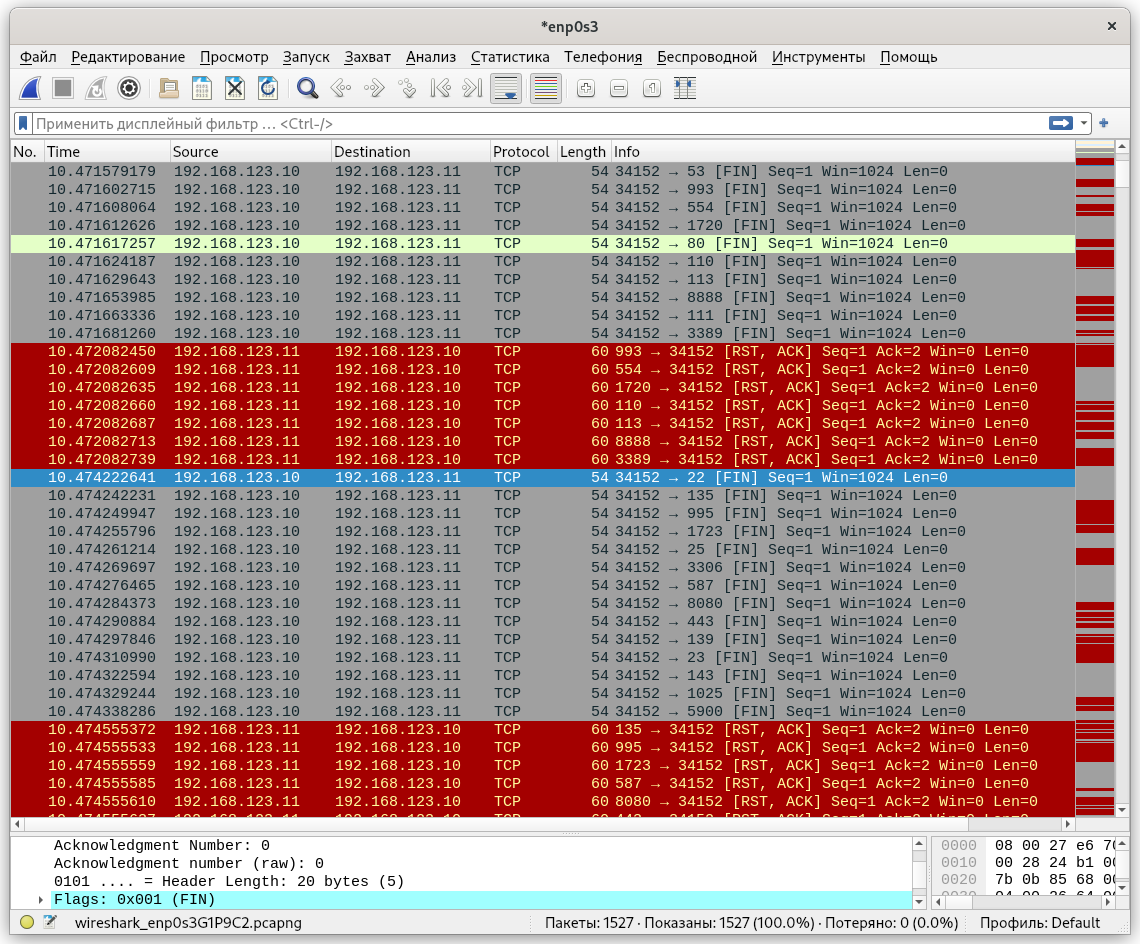 *enp0s3
Файл Редактирование Просмотр Запуск Захват Анализ Статистика Телефония Беспроводной Инструменты Помощь
Применить дисплейный фильтр ... <Ctrl-/>
No. Time Source Destination Protocol Length Info
10.471579179 192.168.123.10 192.168.123.11 TCP 54 34152 → 53 [FIN] Seq=1 Win=1024 Len=0
10.471602715 192.168.123.10 192.168.123.11 TCP 54 34152 → 993 [FIN] Seq=1 Win=1024 Len=0
10.471608064 192.168.123.10 192.168.123.11 TCP 54 34152 → 554 [FIN] Seq=1 Win=1024 Len=0
10.471612626 192.168.123.10 192.168.123.11 TCP 54 34152 → 1720 [FIN] Seq=1 Win=1024 Len=0
10.471617257 192.168.123.10 192.168.123.11 TCP 54 34152 → 80 [FIN] Seq=1 Win=1024 Len=0
10.471624187 192.168.123.10 192.168.123.11 TCP 54 34152 → 110 [FIN] Seq=1 Win=1024 Len=0
10.471629643 192.168.123.10 192.168.123.11 TCP 54 34152 → 113 [FIN] Seq=1 Win=1024 Len=0
10.471653985 192.168.123.10 192.168.123.11 TCP 54 34152 → 8888 [FIN] Seq=1 Win=1024 Len=0
10.471663336 192.168.123.10 192.168.123.11 TCP 54 34152 → 111 [FIN] Seq=1 Win=1024 Len=0
10.471681260 192.168.123.10 192.168.123.11 TCP 54 34152 → 3389 [FIN] Seq=1 Win=1024 Len=0
10.472082450 192.168.123.11 192.168.123.10 TCP 60 993 → 34152 [RST, ACK] Seq=1 Ack=2 Win=0 Len=0
10.472082609 192.168.123.11 192.168.123.10 TCP 60 554 → 34152 [RST, ACK] Seq=1 Ack=2 Win=0 Len=0
10.472082635 192.168.123.11 192.168.123.10 TCP 60 1720 → 34152 [RST, ACK] Seq=1 Ack=2 Win=0 Len=0
10.472082660 192.168.123.11 192.168.123.10 TCP 60 110 → 34152 [RST, ACK] Seq=1 Ack=2 Win=0 Len=0
10.472082687 192.168.123.11 192.168.123.10 TCP 60 113 → 34152 [RST, ACK] Seq=1 Ack=2 Win=0 Len=0
10.472082713 192.168.123.11 192.168.123.10 TCP 60 8888 → 34152 [RST, ACK] Seq=1 Ack=2 Win=0 Len=0
10.472082739 192.168.123.11 192.168.123.10 TCP 60 3389 → 34152 [RST, ACK] Seq=1 Ack=2 Win=0 Len=0
10.474222641 192.168.123.10 192.168.123.11 TCP 54 34152 → 22 [FIN] Seq=1 Win=1024 Len=0
10.474242231 192.168.123.10 192.168.123.11 TCP 54 34152 → 135 [FIN] Seq=1 Win=1024 Len=0
10.474249947 192.168.123.10 192.168.123.11 TCP 54 34152 → 995 [FIN] Seq=1 Win=1024 Len=0
10.474255796 192.168.123.10 192.168.123.11 TCP 54 34152 → 1723 [FIN] Seq=1 Win=1024 Len=0
10.474261214 192.168.123.10 192.168.123.11 TCP 54 34152 → 25 [FIN] Seq=1 Win=1024 Len=0
10.474269697 192.168.123.10 192.168.123.11 TCP 54 34152 → 3306 [FIN] Seq=1 Win=1024 Len=0
10.474276465 192.168.123.10 192.168.123.11 TCP 54 34152 → 587 [FIN] Seq=1 Win=1024 Len=0
10.474284373 192.168.123.10 192.168.123.11 TCP 54 34152 → 8080 [FIN] Seq=1 Win=1024 Len=0
10.474290884 192.168.123.10 192.168.123.11 TCP 54 34152 → 443 [FIN] Seq=1 Win=1024 Len=0
10.474297846 192.168.123.10 192.168.123.11 TCP 54 34152 → 139 [FIN] Seq=1 Win=1024 Len=0
10.474310990 192.168.123.10 192.168.123.11 TCP 54 34152 → 23 [FIN] Seq=1 Win=1024 Len=0
10.474322594 192.168.123.10 192.168.123.11 TCP 54 34152 → 143 [FIN] Seq=1 Win=1024 Len=0
10.474329244 192.168.123.10 192.168.123.11 TCP 54 34152 → 1025 [FIN] Seq=1 Win=1024 Len=0
10.474338286 192.168.123.10 192.168.123.11 TCP 54 34152 → 5900 [FIN] Seq=1 Win=1024 Len=0
10.474555372 192.168.123.11 192.168.123.10 TCP 60 135 → 34152 [RST, ACK] Seq=1 Ack=2 Win=0 Len=0
10.474555533 192.168.123.11 192.168.123.10 TCP 60 995 → 34152 [RST, ACK] Seq=1 Ack=2 Win=0 Len=0
10.474555559 192.168.123.11 192.168.123.10 TCP 60 1723 → 34152 [RST, ACK] Seq=1 Ack=2 Win=0 Len=0
10.474555585 192.168.123.11 192.168.123.10 TCP 60 587 → 34152 [RST, ACK] Seq=1 Ack=2 Win=0 Len=0
10.474555610 192.168.123.11 192.168.123.10 TCP 60 8080 → 34152 [RST, ACK] Seq=1 Ack=2 Win=0 Len=0
Acknowledgment Number: 0
Acknowledgment number (raw): 0
0101 .... = Header Length: 20 bytes (5)
Flags: 0x001 (FIN)
0000 08 00 27 e6
0010 00 28 24 b1
0020 7b 0b 85 68
wireshark_enp0s3G1P9C2.pcapng
Пакеты: 1527 · Показаны: 1527 (100.0%) · Потеряно: 0 (0.0%)
Профиль: Default